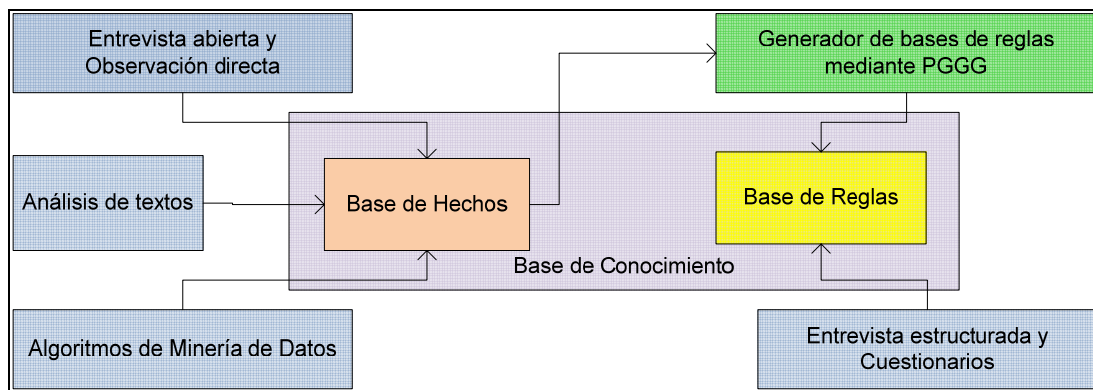 Entrevista abierta y
Observación directa
Generador de bases de reglas
mediante PGGG
Análisis de textos
Base de Hechos
Base de Reglas
Base de Conocimiento
Algoritmos de Minería de Datos
Entrevista estructurada y
Cuestionarios